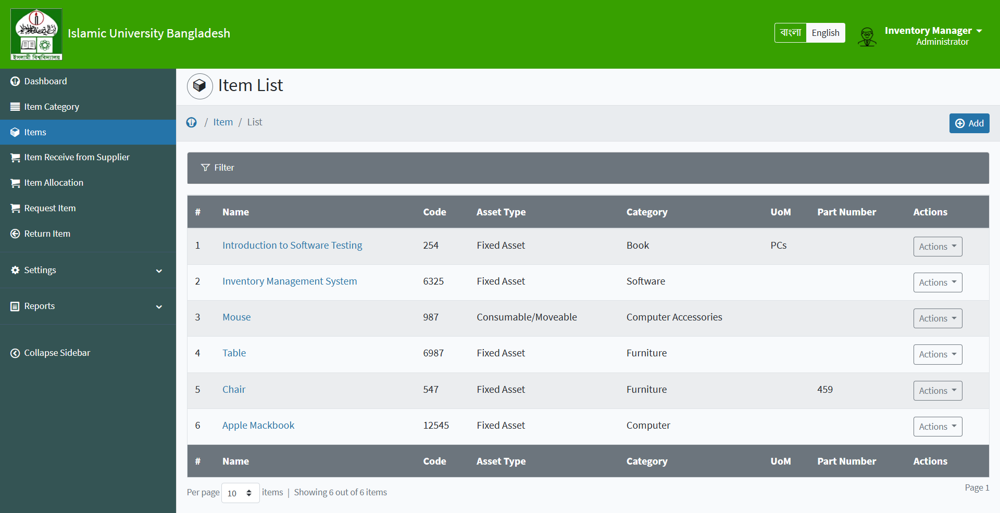 ইসলামী বিশ্ববিদ্যালয়
Islamic University Bangladesh
বাংলা English
Inventory Manager
Administrator
Dashboard
Item Category
Items
Item Receive from Supplier
Item Allocation
Request Item
Return Item
Settings
Reports
Collapse Sidebar
Item List
/ Item / List
Add
Filter
# Name Code Asset Type Category UoM Part Number Actions
1 Introduction to Software Testing 254 Fixed Asset Book PCs Actions
2 Inventory Management System 6325 Fixed Asset Software Actions
3 Mouse 987 Consumable/Moveable Computer Accessories Actions
4 Table 6987 Fixed Asset Furniture Actions
5 Chair 547 Fixed Asset Furniture 459 Actions
6 Apple Mackbook 12545 Fixed Asset Computer Actions
# Name Code Asset Type Category UoM Part Number Actions
Per page 10 items | Showing 6 out of 6 items
Page 1